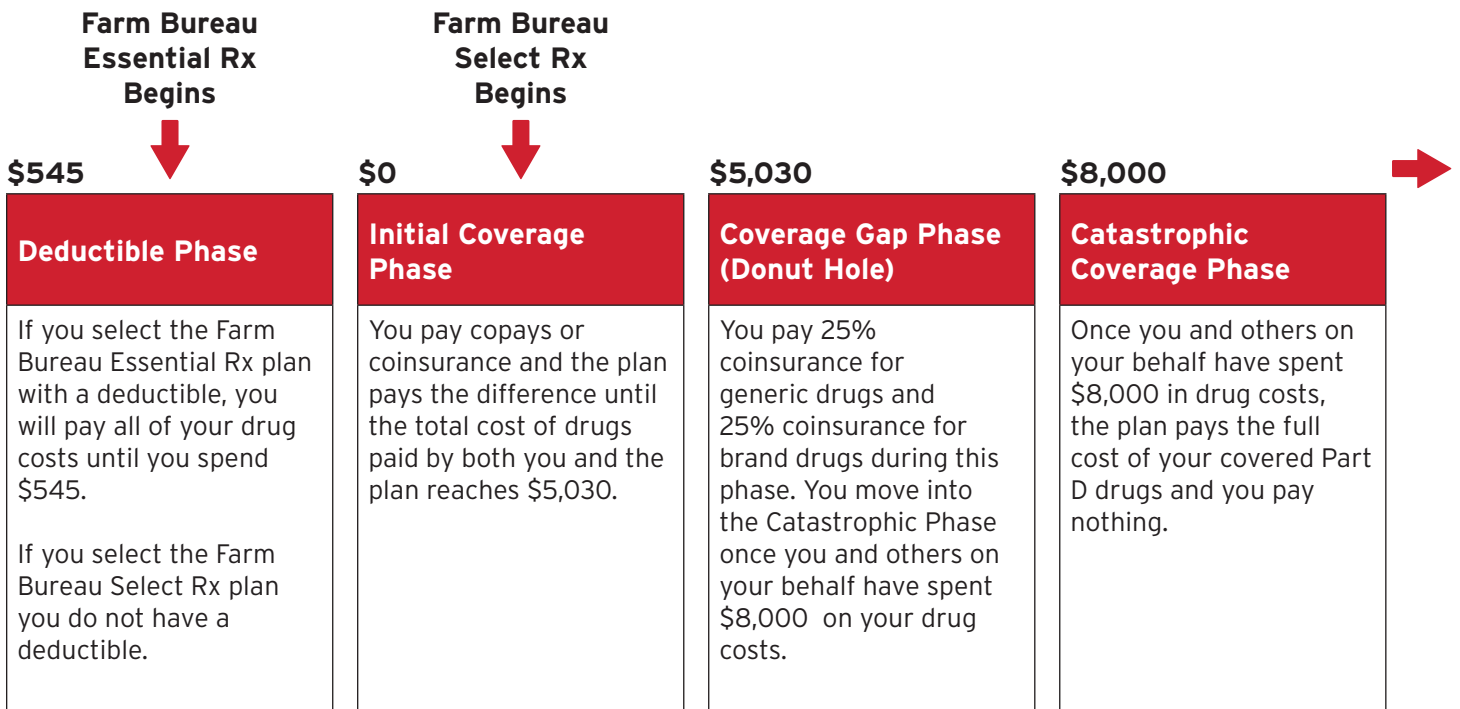 Farm Bureau
Essential Rx
Begins
Farm Bureau
Select Rx
Begins
$545
Deductible Phase
If you select the Farm
Bureau Essential Rx plan
with a deductible, you
will pay all of your drug
costs until you spend
$545.
If you select the Farm
Bureau Select Rx plan
you do not have a
deductible.
$0
Initial Coverage
Phase
You pay copays or
coinsurance and the plan
pays the difference until
the total cost of drugs
paid by both you and the
plan reaches $5,030.
$5,030
Coverage Gap Phase
(Donut Hole)
You pay 25%
coinsurance for
generic drugs and
25% coinsurance for
brand drugs during this
phase. You move into
the Catastrophic Phase
once you and others on
your behalf have spent
$8,000 on your drug
costs.
$8,000
Catastrophic
Coverage Phase
Once you and others on
your behalf have spent
$8,000 in drug costs,
the plan pays the full
cost of your covered Part
D drugs and you pay
nothing.